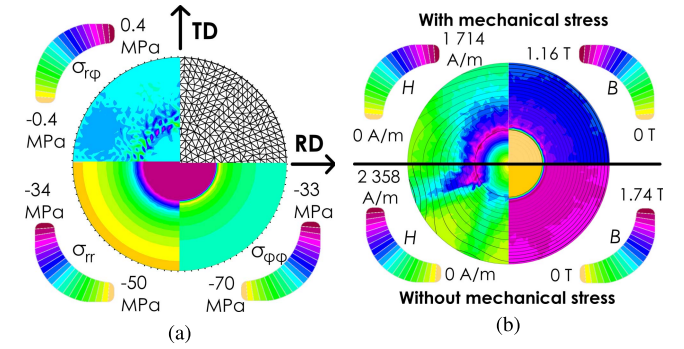 0.4
MPa
TD
σrφ
-0.4
MPa
RD
-34
MPa
-33
MPa
σrr
σφφ
-50
MPa
-70
MPa
(a)
With mechanical stress
1 714
A/m
1.16 T
H
B
0 A/m
0 T
2 358
A/m
1.74 T
H
B
0 A/m
0 T
Without mechanical stress
(b)